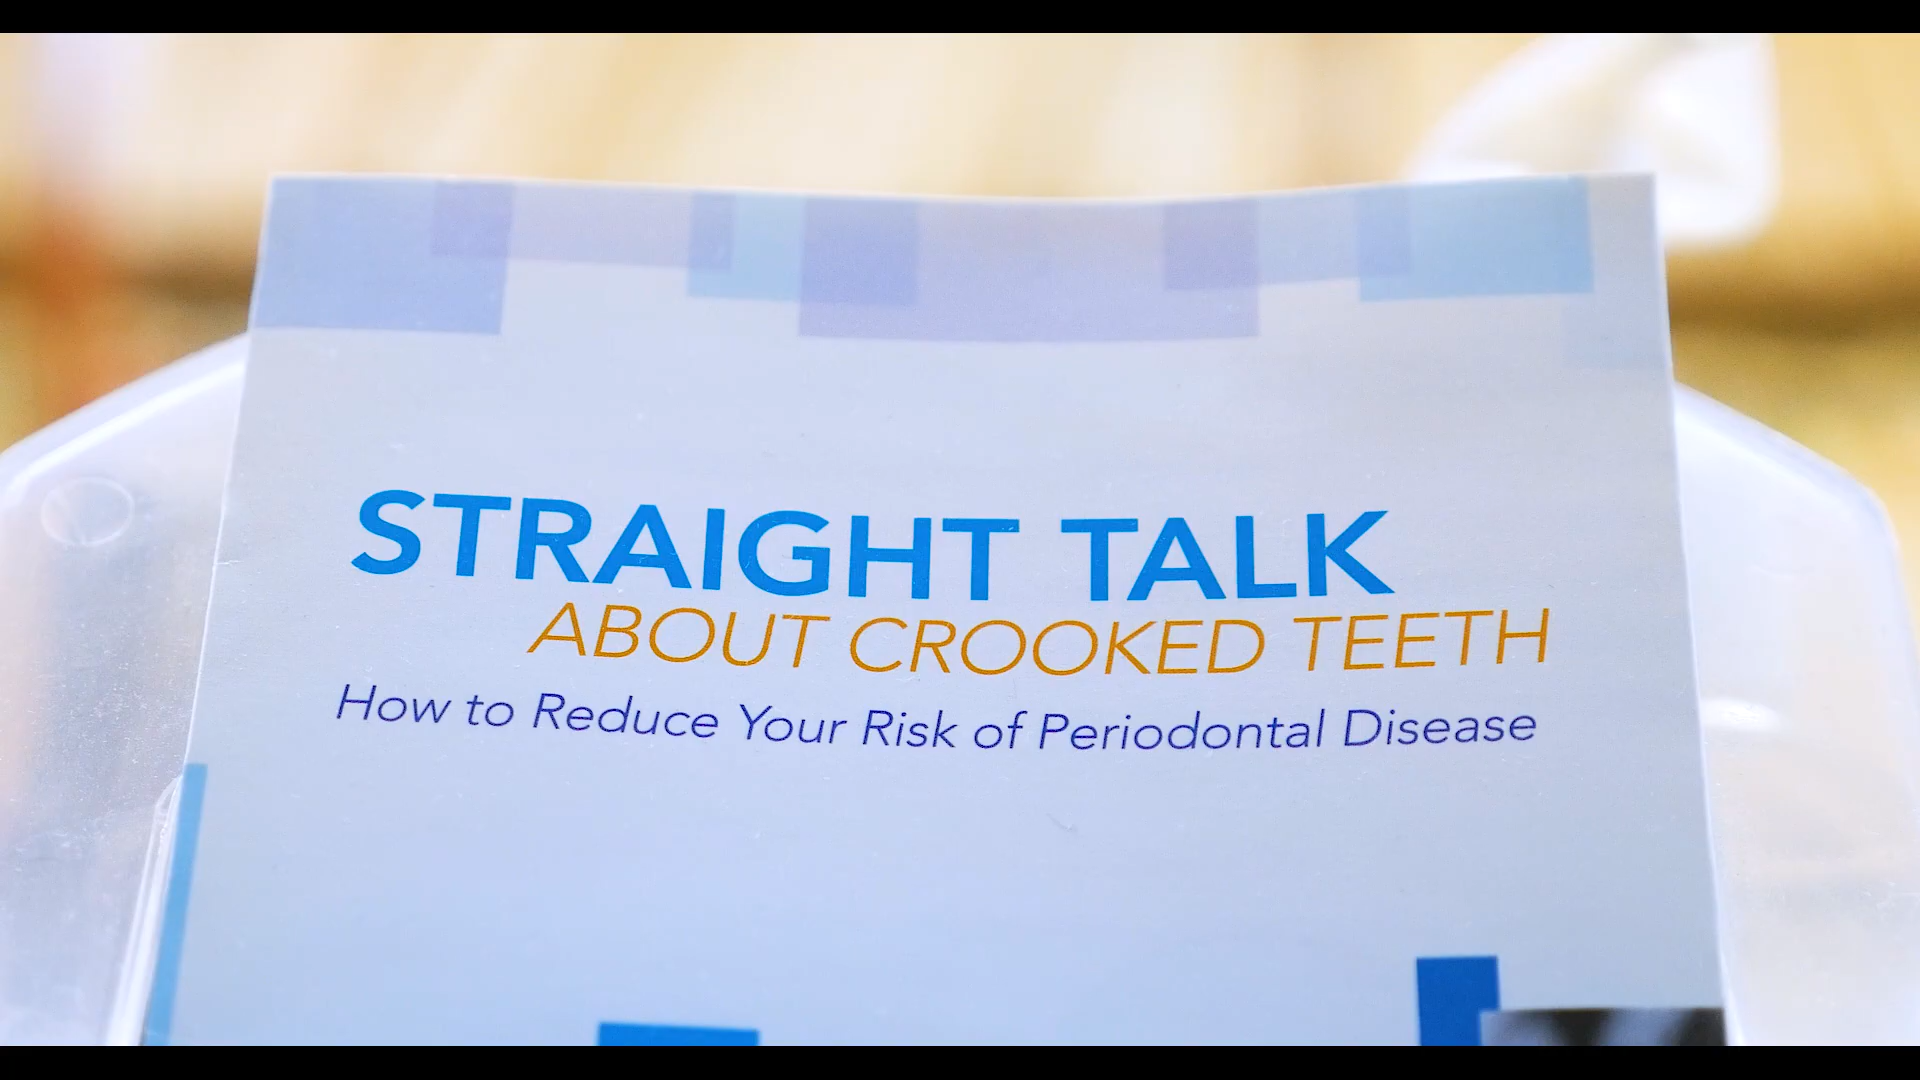 STRAIGHT TALK
ABOUT CROOKED TEETH
How to Reduce Your Risk of Periodontal Disease